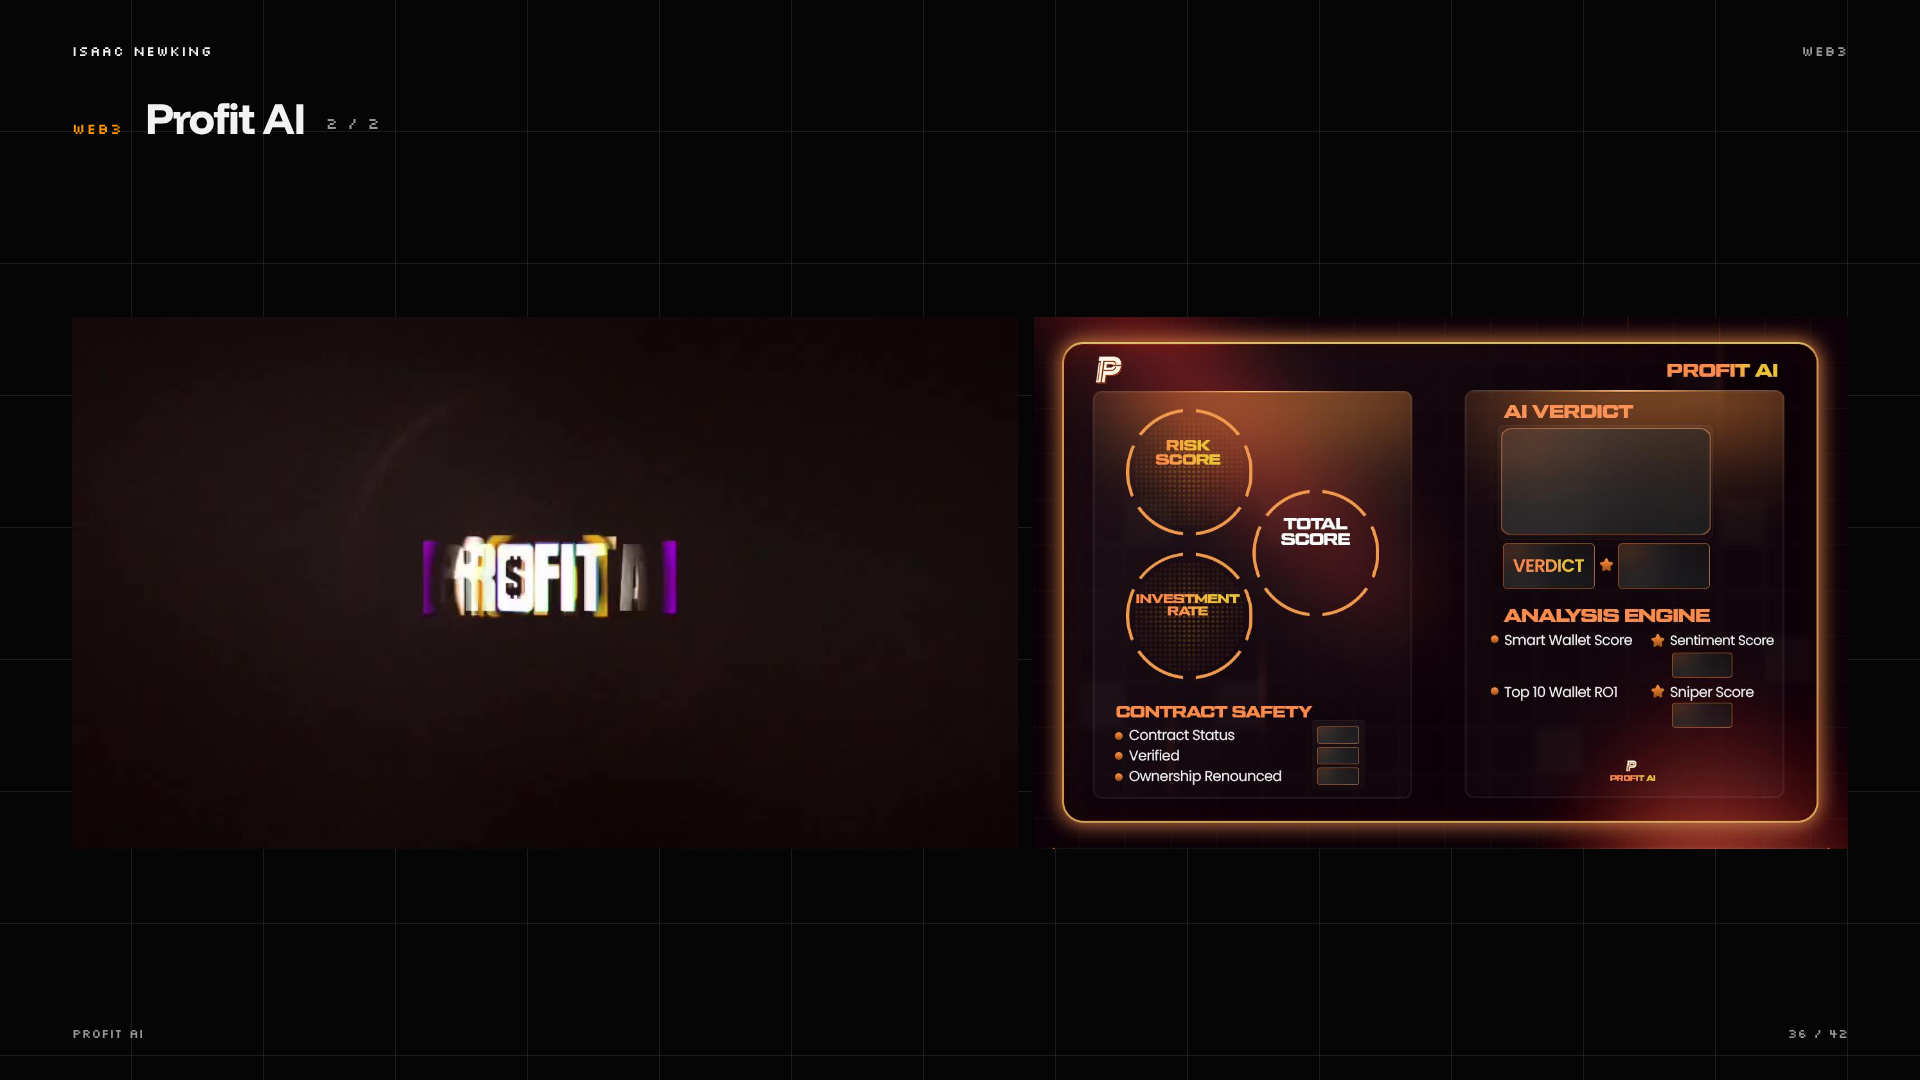 ISAAC NEWKING
WEB3
WEB3 Profit AI 2 / 2
PROFIT A
PROFIT AI
RISK
SCORE
TOTAL
SCORE
INVESTMENT
RATE
CONTRACT SAFETY
Contract Status
Verified
Ownership Renounced
AI VERDICT
VERDICT
ANALYSIS ENGINE
Smart Wallet Score
Sentiment Score
Top 10 Wallet RO1
Sniper Score
PROFIT AI
PROFIT AI
36 / 42